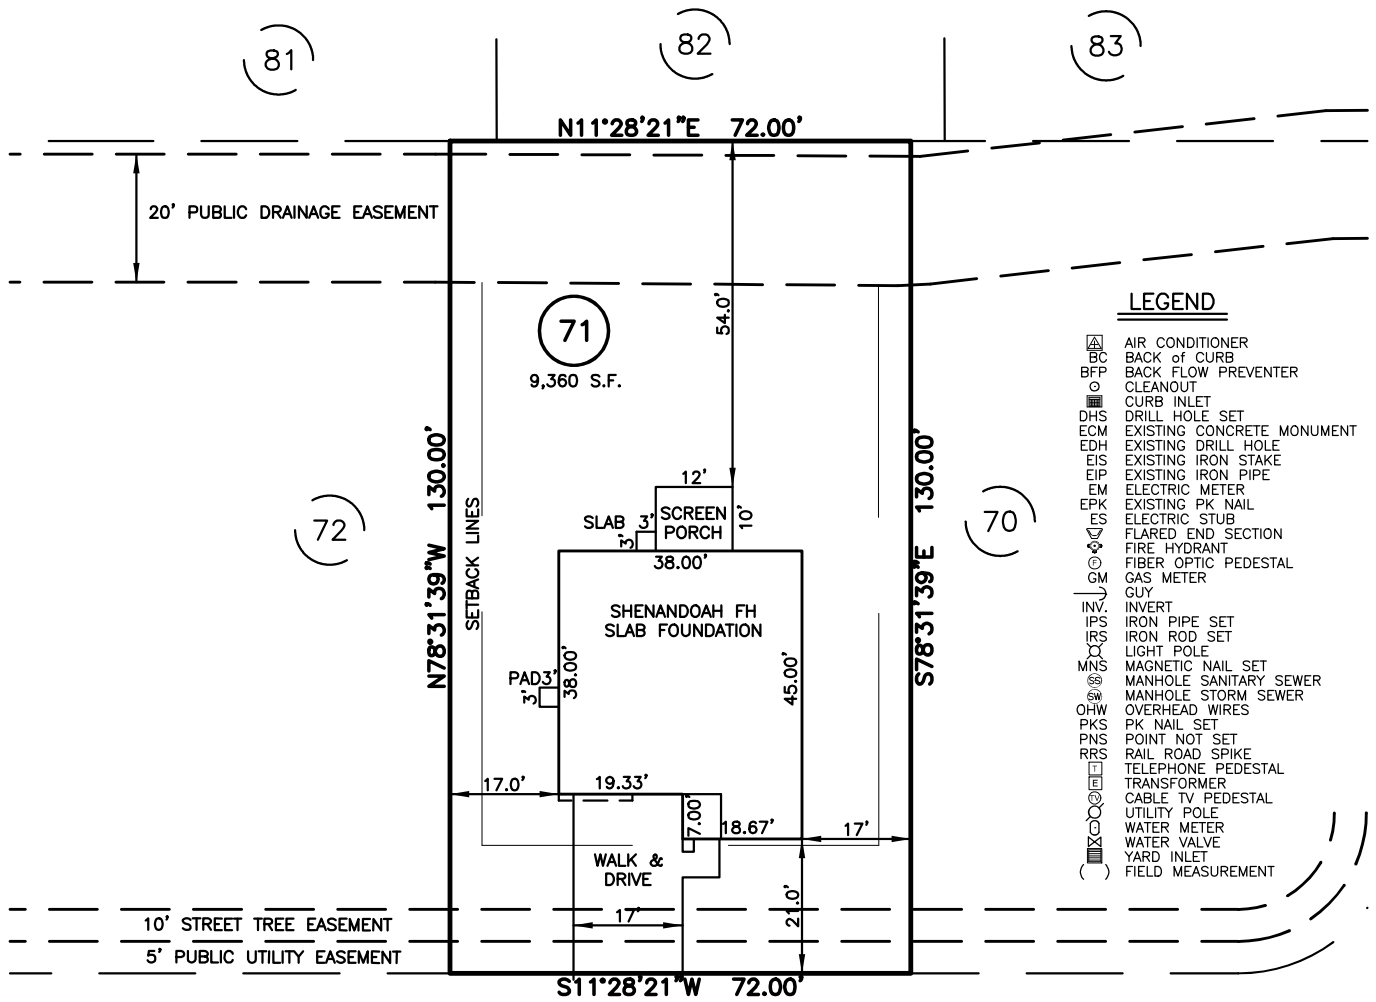 81
82
83
N11°28'21"E 72.00'
20' PUBLIC DRAINAGE EASEMENT
54.0'
71
9,360 S.F.
N78°31'39"W 130.00'
S78°31'39"E 130.00'
72
70
SETBACK LINES
12'
SLAB 3'
3'
SCREEN
PORCH
10'
38.00'
SHENANDOAH FH
SLAB FOUNDATION
PAD 3'
3'
38.00'
45.00'
17.0'
19.33'
7.00'
18.67'
17'
WALK &
DRIVE
21.0'
17'
10' STREET TREE EASEMENT
5' PUBLIC UTILITY EASEMENT
S11°28'21"W 72.00'
LEGEND
AIR CONDITIONER
BC BACK of CURB
BFP BACK FLOW PREVENTER
CLEANOUT
CURB INLET
DHS DRILL HOLE SET
ECM EXISTING CONCRETE MONUMENT
EDH EXISTING DRILL HOLE
EIS EXISTING IRON STAKE
EIP EXISTING IRON PIPE
EM ELECTRIC METER
EPK EXISTING PK NAIL
ES ELECTRIC STUB
FLARED END SECTION
FIRE HYDRANT
F FIBER OPTIC PEDESTAL
GM GAS METER
GUY
INV. INVERT
IPS IRON PIPE SET
IRS IRON ROD SET
LIGHT POLE
MNS MAGNETIC NAIL SET
SS MANHOLE SANITARY SEWER
SW MANHOLE STORM SEWER
OHW OVERHEAD WIRES
PKS PK NAIL SET
PNS POINT NOT SET
RRS RAIL ROAD SPIKE
T TELEPHONE PEDESTAL
E TRANSFORMER
TV CABLE TV PEDESTAL
UTILITY POLE
WATER METER
WATER VALVE
YARD INLET
( ) FIELD MEASUREMENT